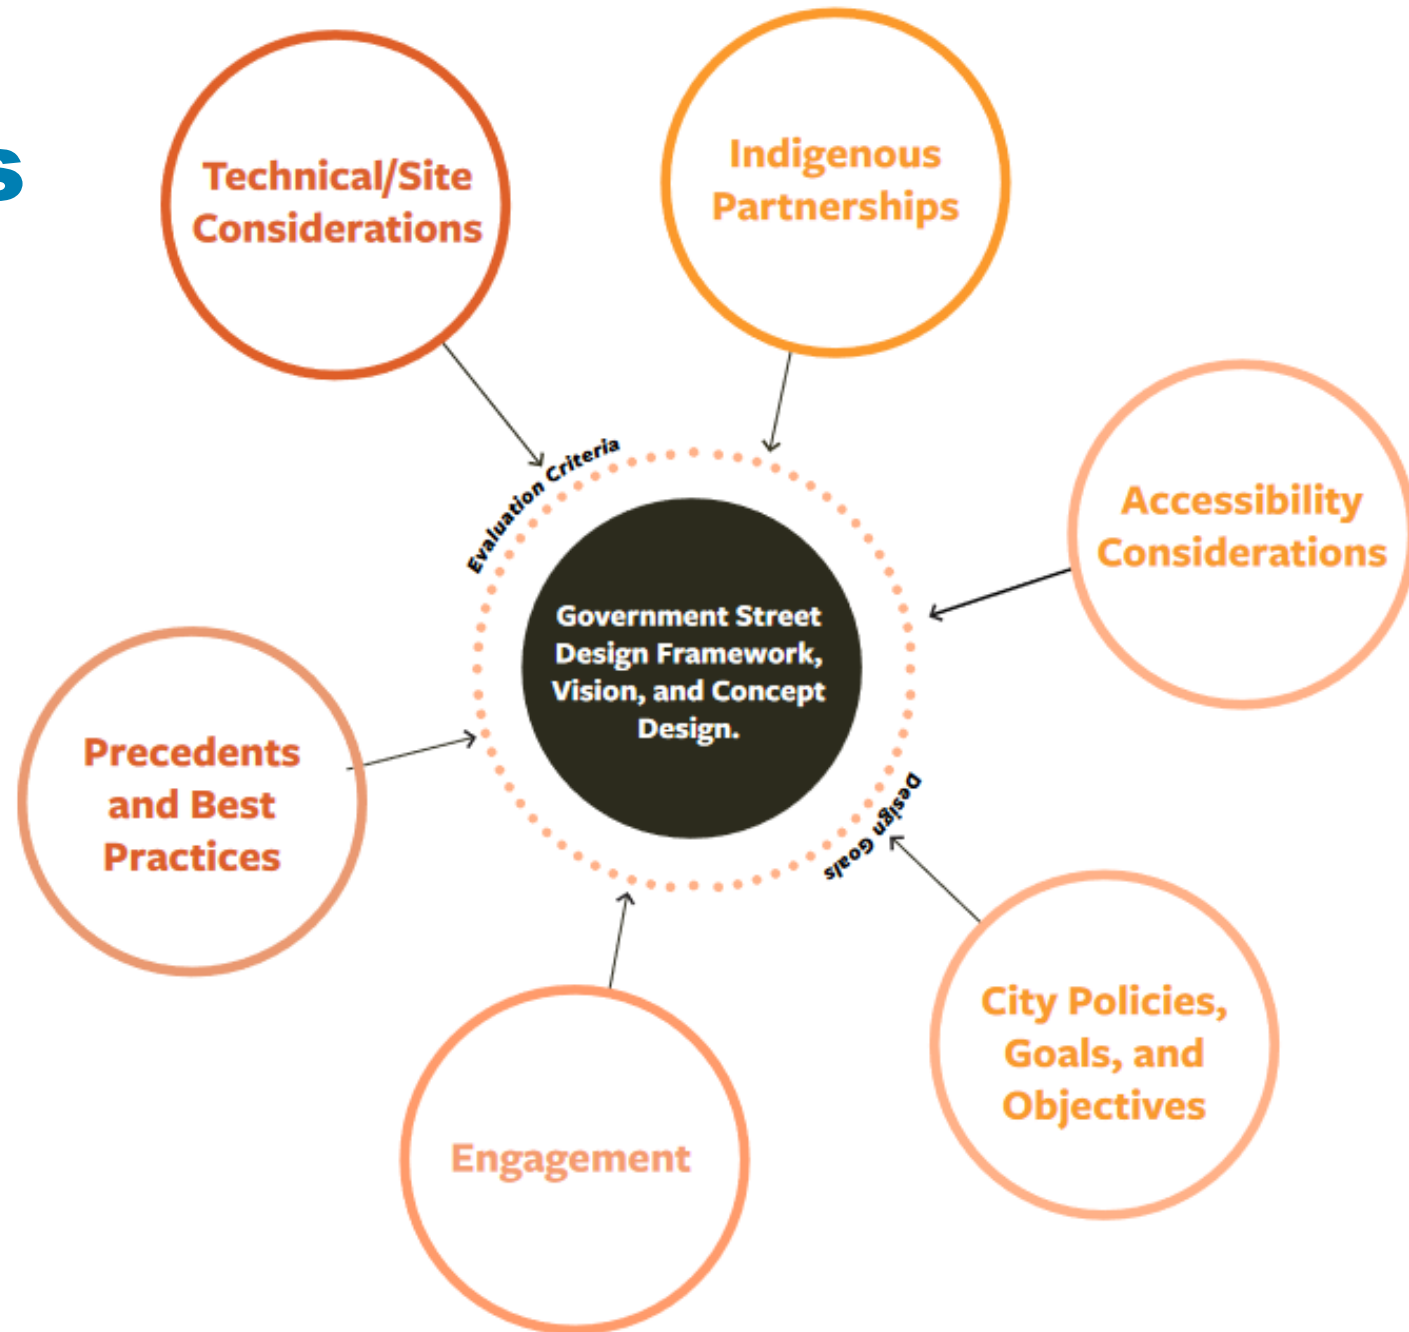 s
Technical/Site
Considerations
Indigenous
Partnerships
Accessibility
Considerations
Evaluation Criteria
Government Street
Design Framework,
Vision, and Concept
Design.
Precedents
and Best
Practices
Design Goals
City Policies,
Goals, and
Objectives
Engagement